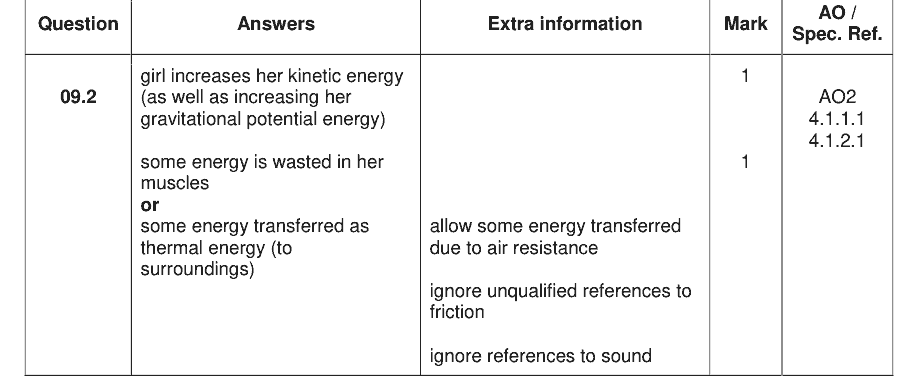 Question Answers Extra information Mark AO /
Spec. Ref.
09.2
girl increases her kinetic energy
(as well as increasing her
gravitational potential energy)
1
AO2
4.1.1.1
4.1.2.1
some energy is wasted in her
muscles
or
some energy transferred as
thermal energy (to
surroundings)
allow some energy transferred
due to air resistance
ignore unqualified references to
friction
ignore references to sound
1